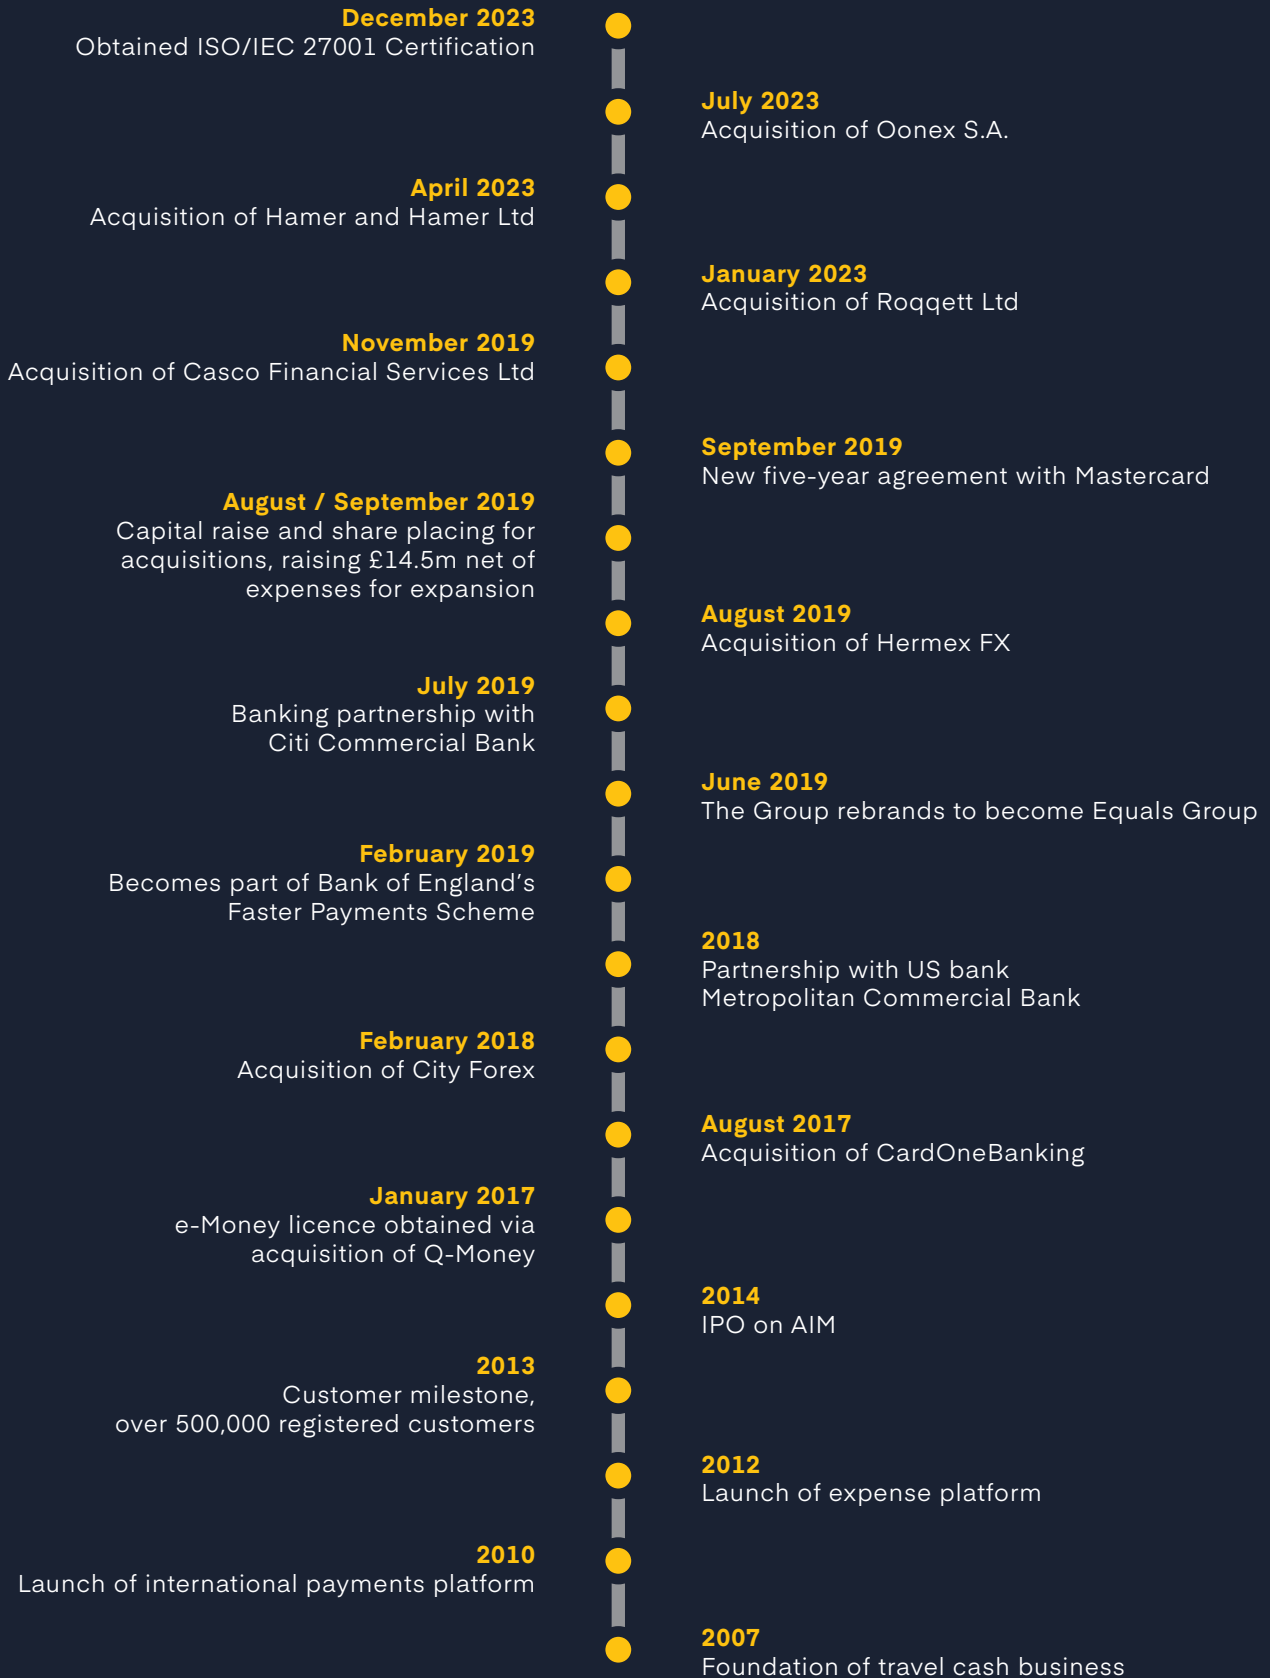 December 2023
Obtained ISO/IEC 27001 Certification
July 2023
Acquisition of Oonex S.A.
April 2023
Acquisition of Hamer and Hamer Ltd
January 2023
Acquisition of Roqqett Ltd
November 2019
Acquisition of Casco Financial Services Ltd
September 2019
New five-year agreement with Mastercard
August / September 2019
Capital raise and share placing for
acquisitions, raising £14.5m net of
expenses for expansion
August 2019
Acquisition of Hermex FX
July 2019
Banking partnership with
Citi Commercial Bank
June 2019
The Group rebrands to become Equals Group
February 2019
Becomes part of Bank of England’s
Faster Payments Scheme
2018
Partnership with US bank
Metropolitan Commercial Bank
February 2018
Acquisition of City Forex
August 2017
Acquisition of CardOneBanking
January 2017
e-Money licence obtained via
acquisition of Q-Money
2014
IPO on AIM
2013
Customer milestone,
over 500,000 registered customers
2012
Launch of expense platform
2010
Launch of international payments platform
2007
Foundation of travel cash business